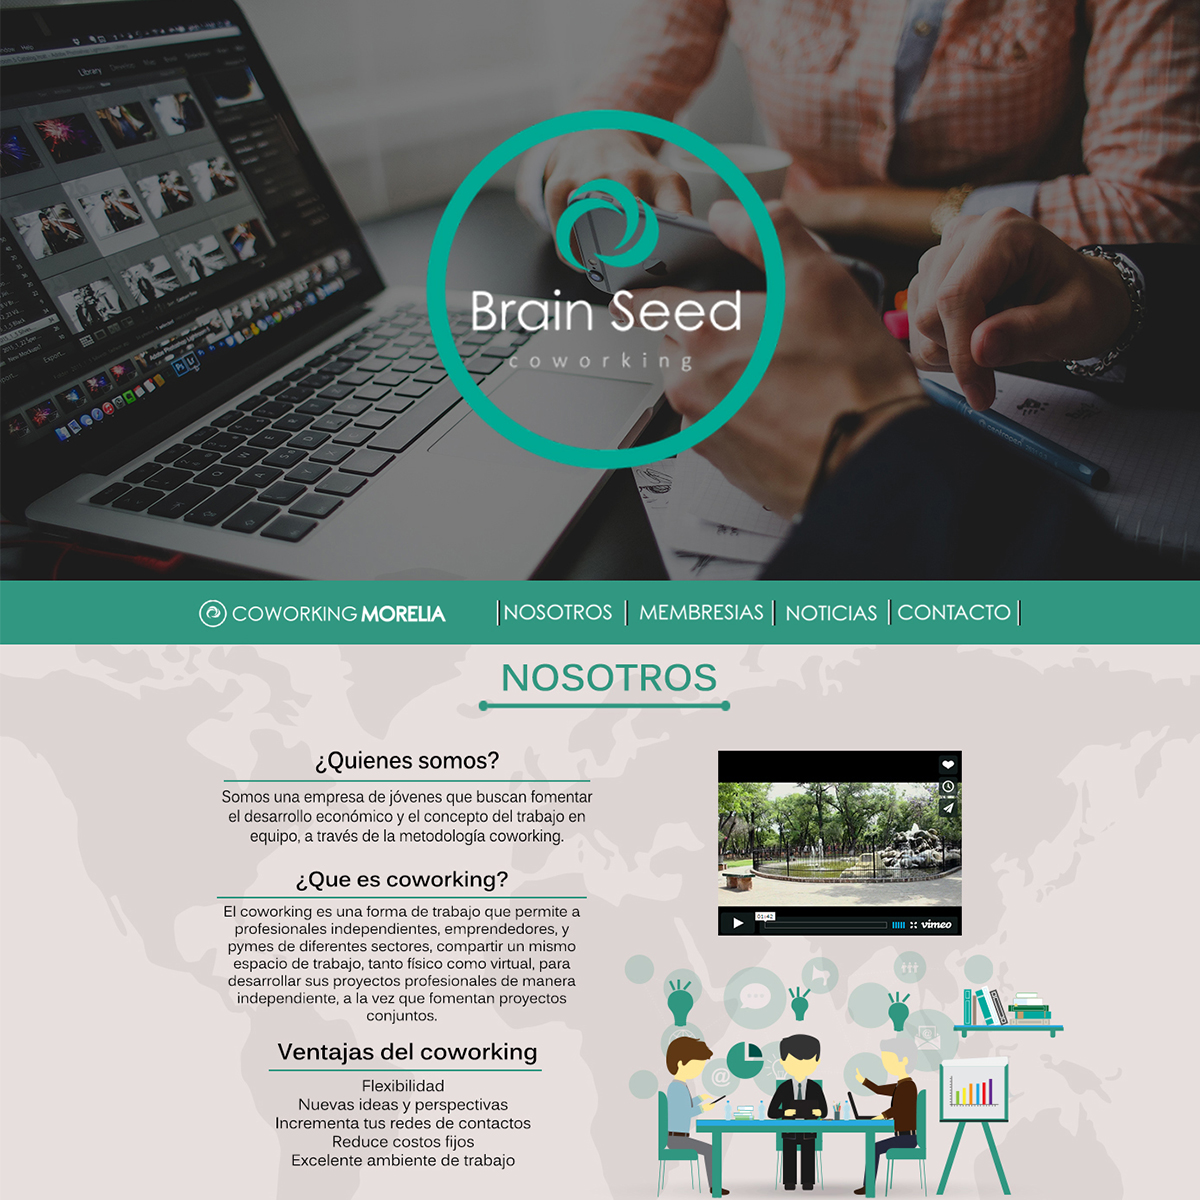 Library
Brain Seed
coworking
COWORKING MORELIA
NOSOTROS
MEMBRESIAS
NOTICIAS
CONTACTO
NOSOTROS
¿Quienes somos?
Somos una empresa de jóvenes que buscan fomentar
el desarrollo económico y el concepto del trabajo en
equipo, a través de la metodología coworking.
¿Que es coworking?
El coworking es una forma de trabajo que permite a
profesionales independientes, emprendedores, y
pymes de diferentes sectores, compartir un mismo
espacio de trabajo, tanto físico como virtual, para
desarrollar sus proyectos profesionales de manera
independiente, a la vez que fomentan proyectos
conjuntos.
Ventajas del coworking
Flexibilidad
Nuevas ideas y perspectivas
Incrementa tus redes de contactos
Reduce costos fijos
Excelente ambiente de trabajo
01:42
vimeo
@